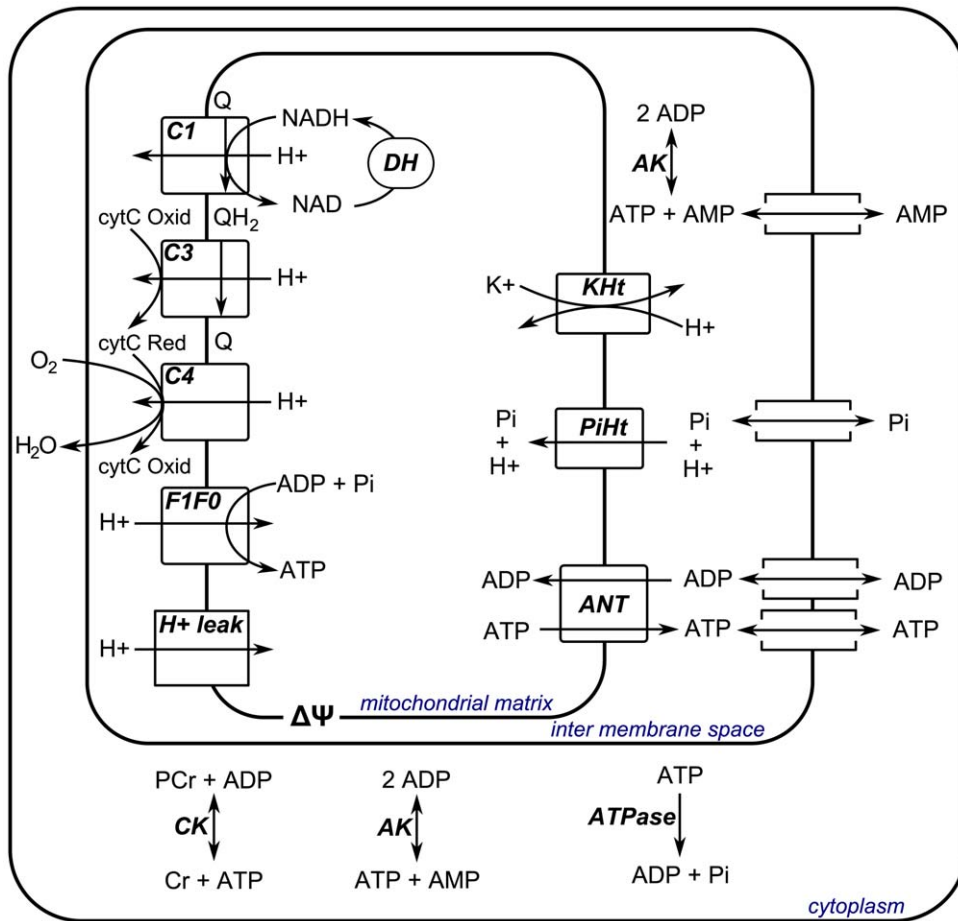 Q
C1
NADH
H+
DH
NAD
QH2
cytC Oxid
C3
H+
cytC Red
Q
O2
C4
H+
H2O
cytC Oxid
F1F0
ADP + Pi
H+
ATP
H+ leak
H+
ΔΨ
mitochondrial matrix
inter membrane space
2 ADP
AK
ATP + AMP
AMP
K+
KHt
H+
Pi
+
H+
PiHt
Pi
+
H+
Pi
ADP
ANT
ADP
ADP
ATP
ATP
ATP
PCr + ADP
CK
Cr + ATP
2 ADP
AK
ATP + AMP
ATP
ATPase
ADP + Pi
cytoplasm